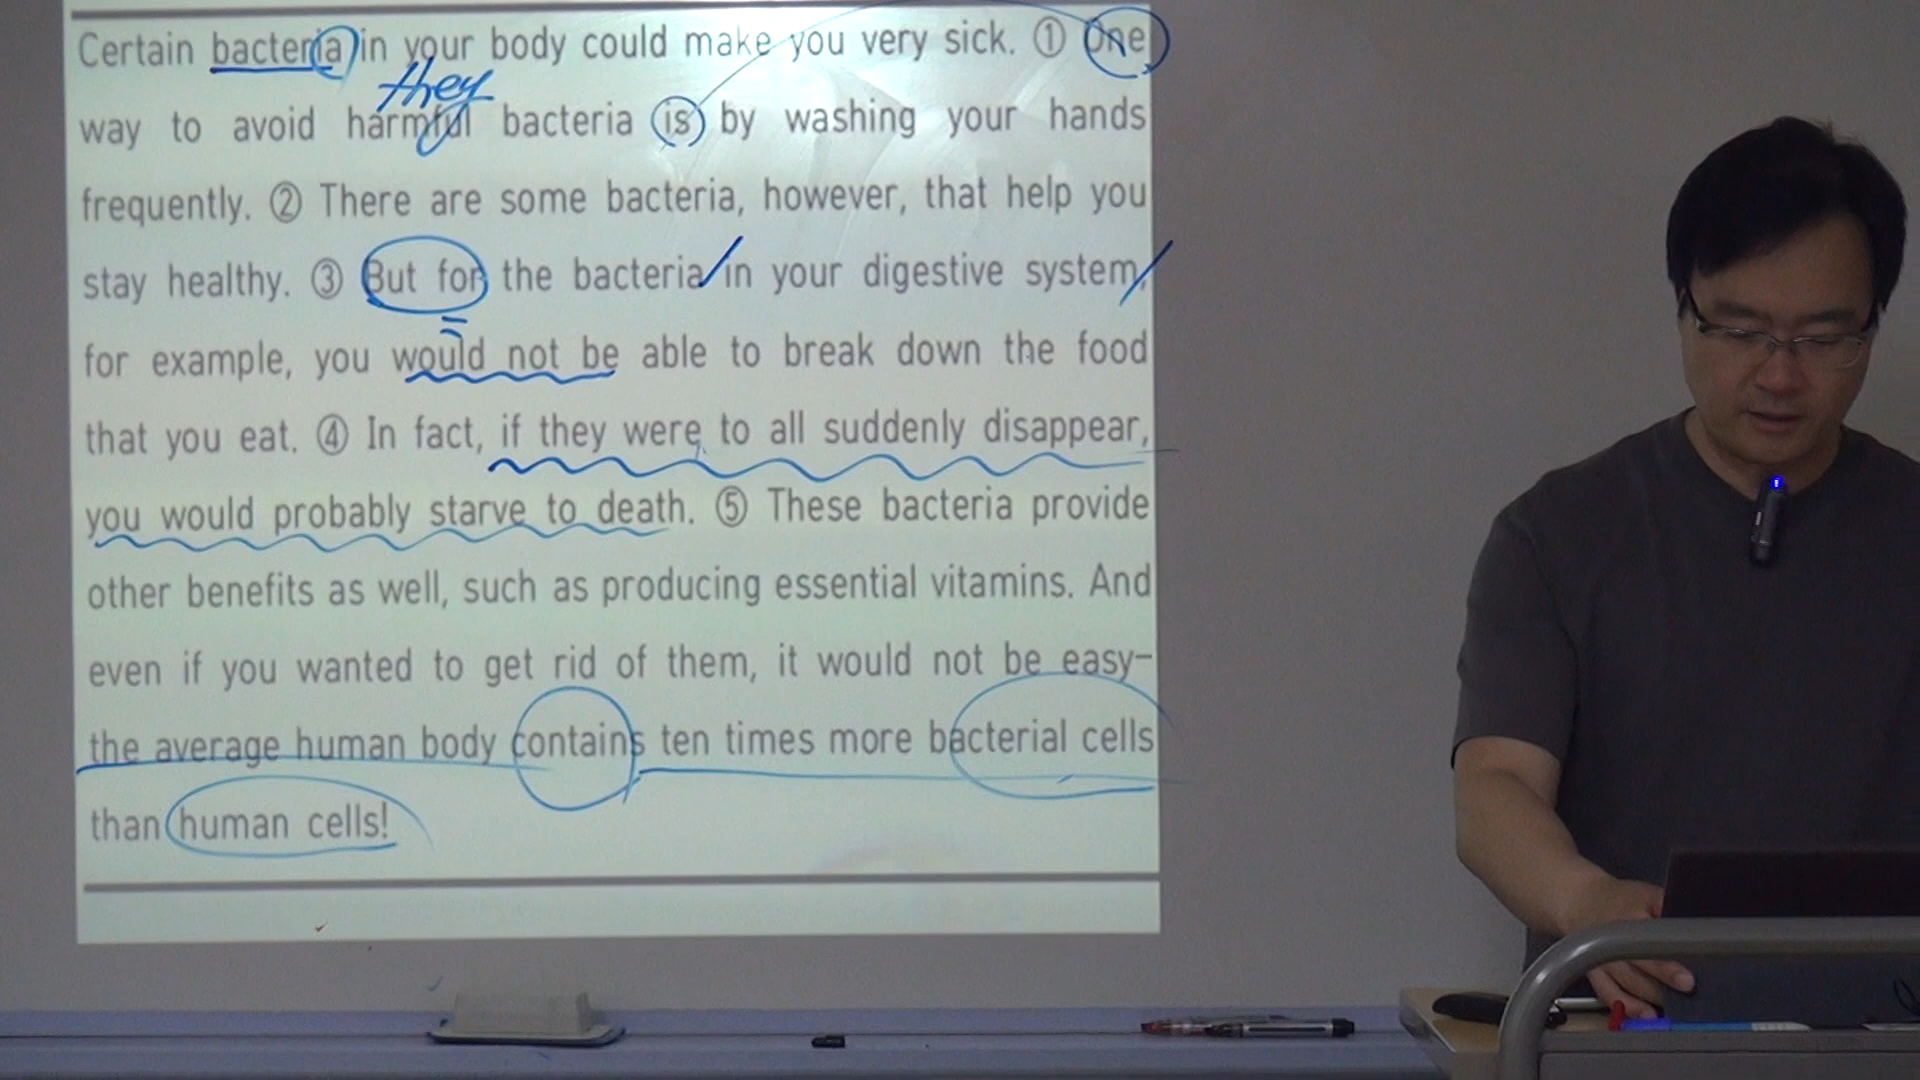 Certain bacteria in your body could make you very sick. ① One
they
way to avoid harmful bacteria is by washing your hands
frequently. ② There are some bacteria, however, that help you
stay healthy. ③ But for the bacteria in your digestive system,
for example, you would not be able to break down the food
that you eat. ④ In fact, if they were to all suddenly disappear,
you would probably starve to death. ⑤ These bacteria provide
other benefits as well, such as producing essential vitamins. And
even if you wanted to get rid of them, it would not be easy–
the average human body contains ten times more bacterial cells
than human cells!